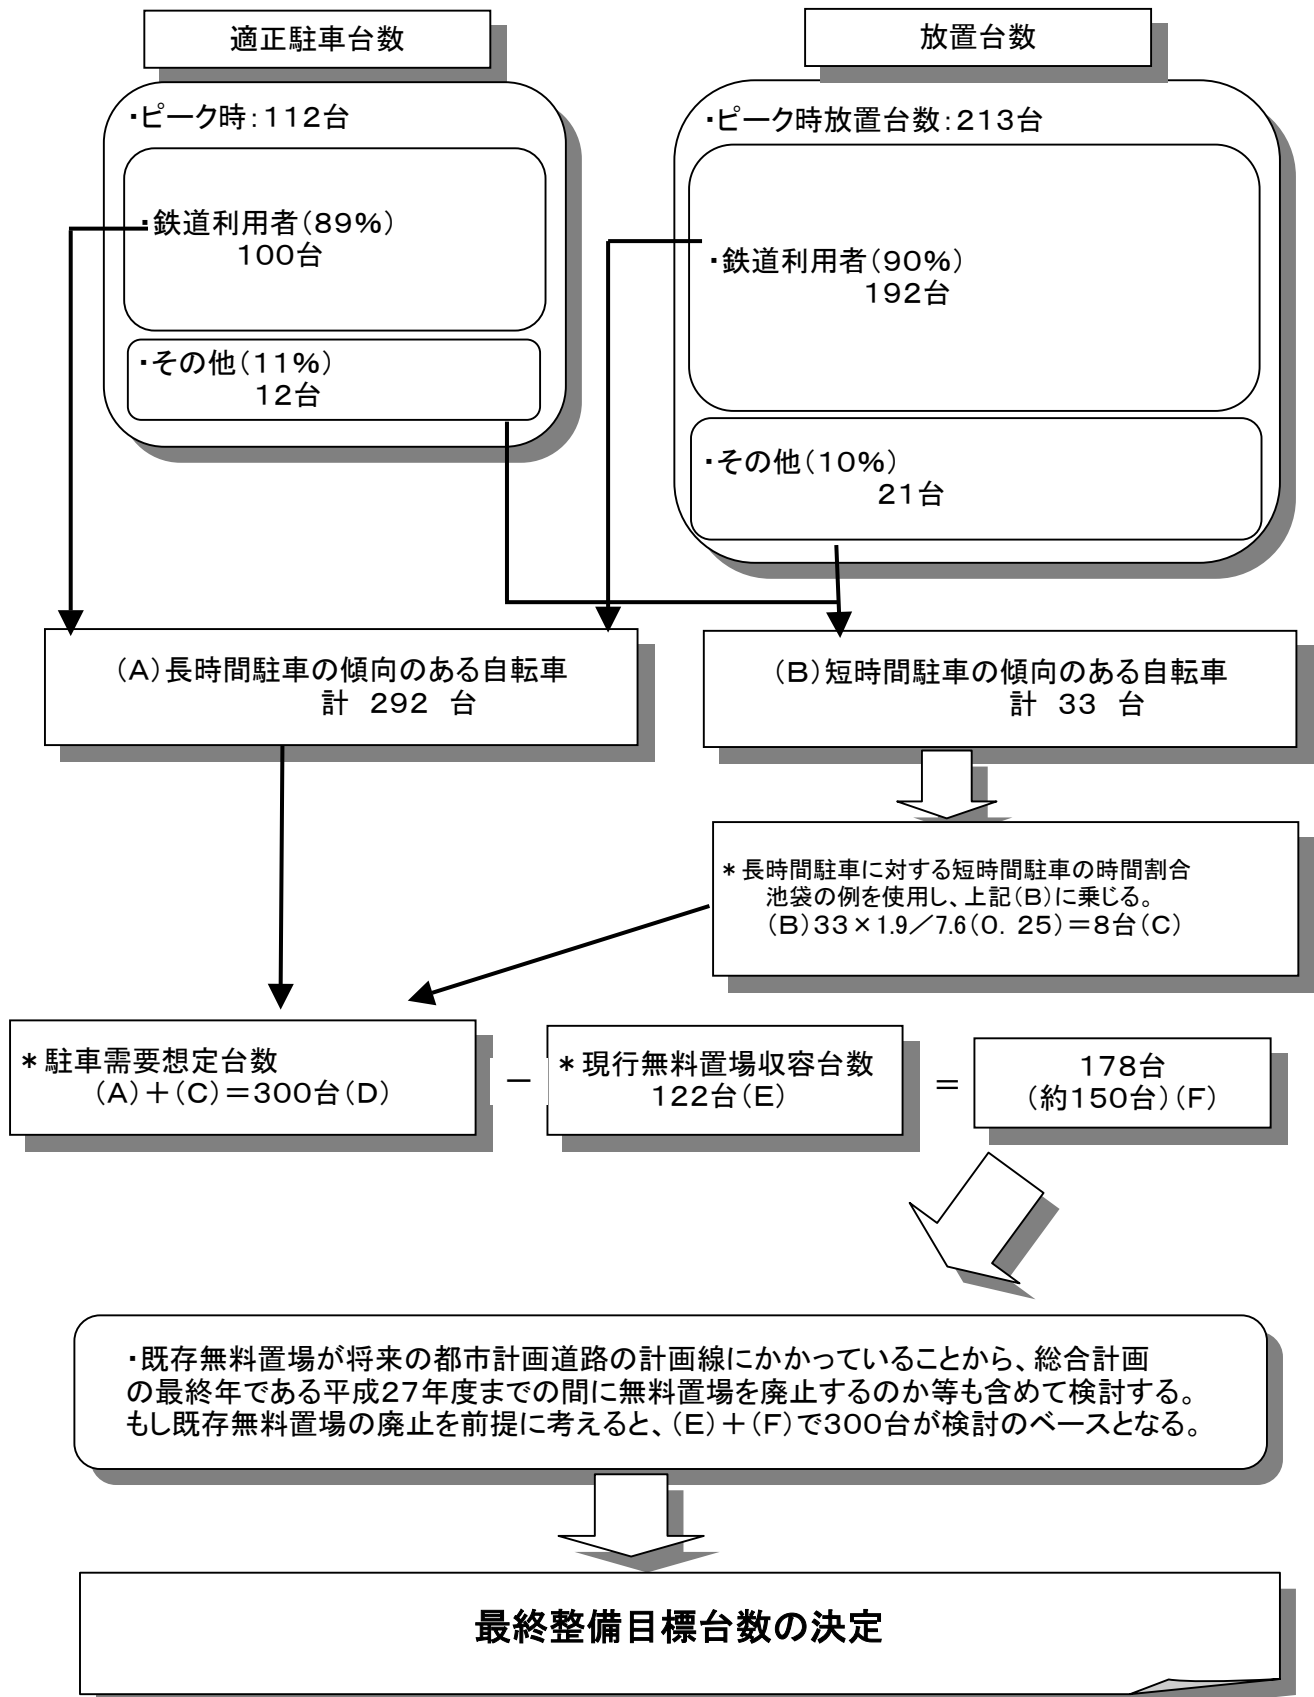 適正駐車台数
・ピーク時：112台
・鉄道利用者（89%）
100台
・その他（11%）
12台
放置台数
・ピーク時放置台数：213台
・鉄道利用者（90%）
192台
・その他（10%）
21台
（A）長時間駐車の傾向のある自転車
計 292 台
（B）短時間駐車の傾向のある自転車
計 33 台
＊長時間駐車に対する短時間駐車の時間割合
池袋の例を使用し、上記（B）に乗じる。
（B）33×1.9／7.6（0．25）＝8台（C）
＊駐車需要想定台数
（A）＋（C）＝300台（D）
－
＊現行無料置場収容台数
122台（E）
＝
178台
（約150台）（F）
・既存無料置場が将来の都市計画道路の計画線にかかっていることから、総合計画
の最終年である平成27年度までの間に無料置場を廃止するのか等も含めて検討する。
もし既存無料置場の廃止を前提に考えると、（E）＋（F）で300台が検討のベースとなる。
最終整備目標台数の決定